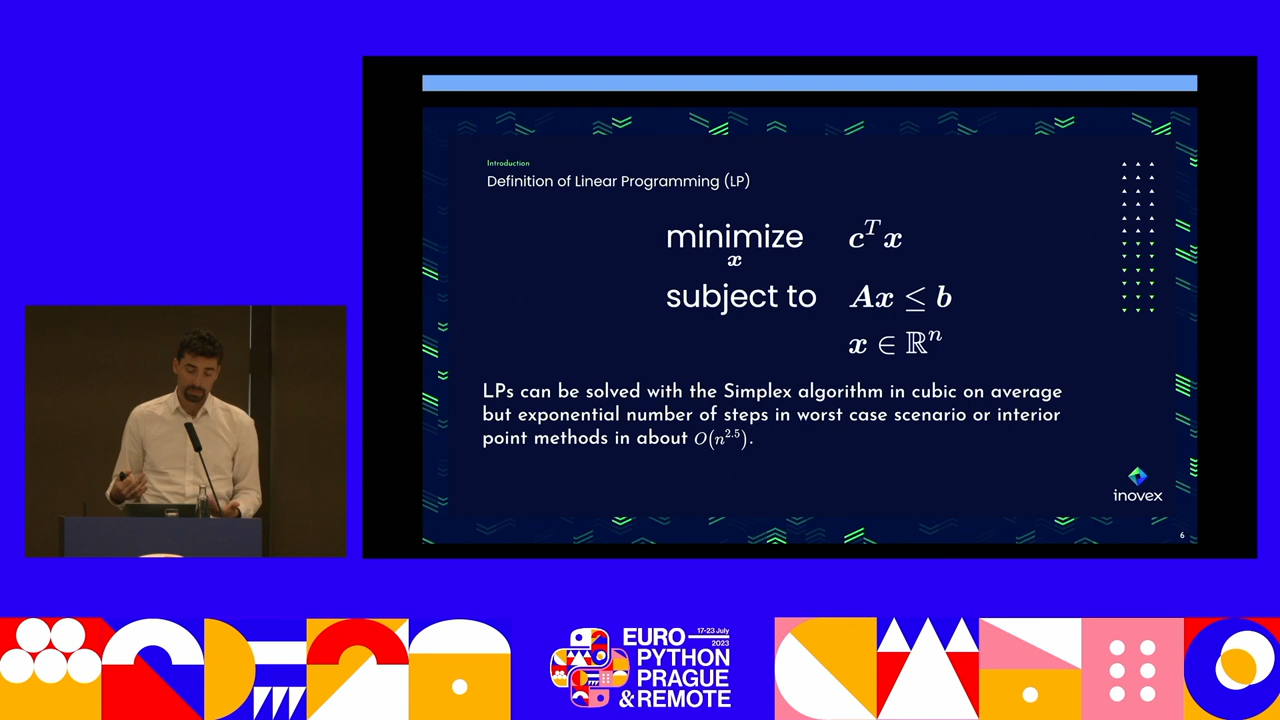 Introduction
Definition of Linear Programming (LP)
minimize cᵀx
x
subject to Ax ≤ b
x ∈ ℝⁿ
LPs can be solved with the Simplex algorithm in cubic on average
but exponential number of steps in worst case scenario or interior
point methods in about O(n^2.5).
inovex
6
17-23 July
2023
EURO
PYTHON
PRAGUE
& REMOTE